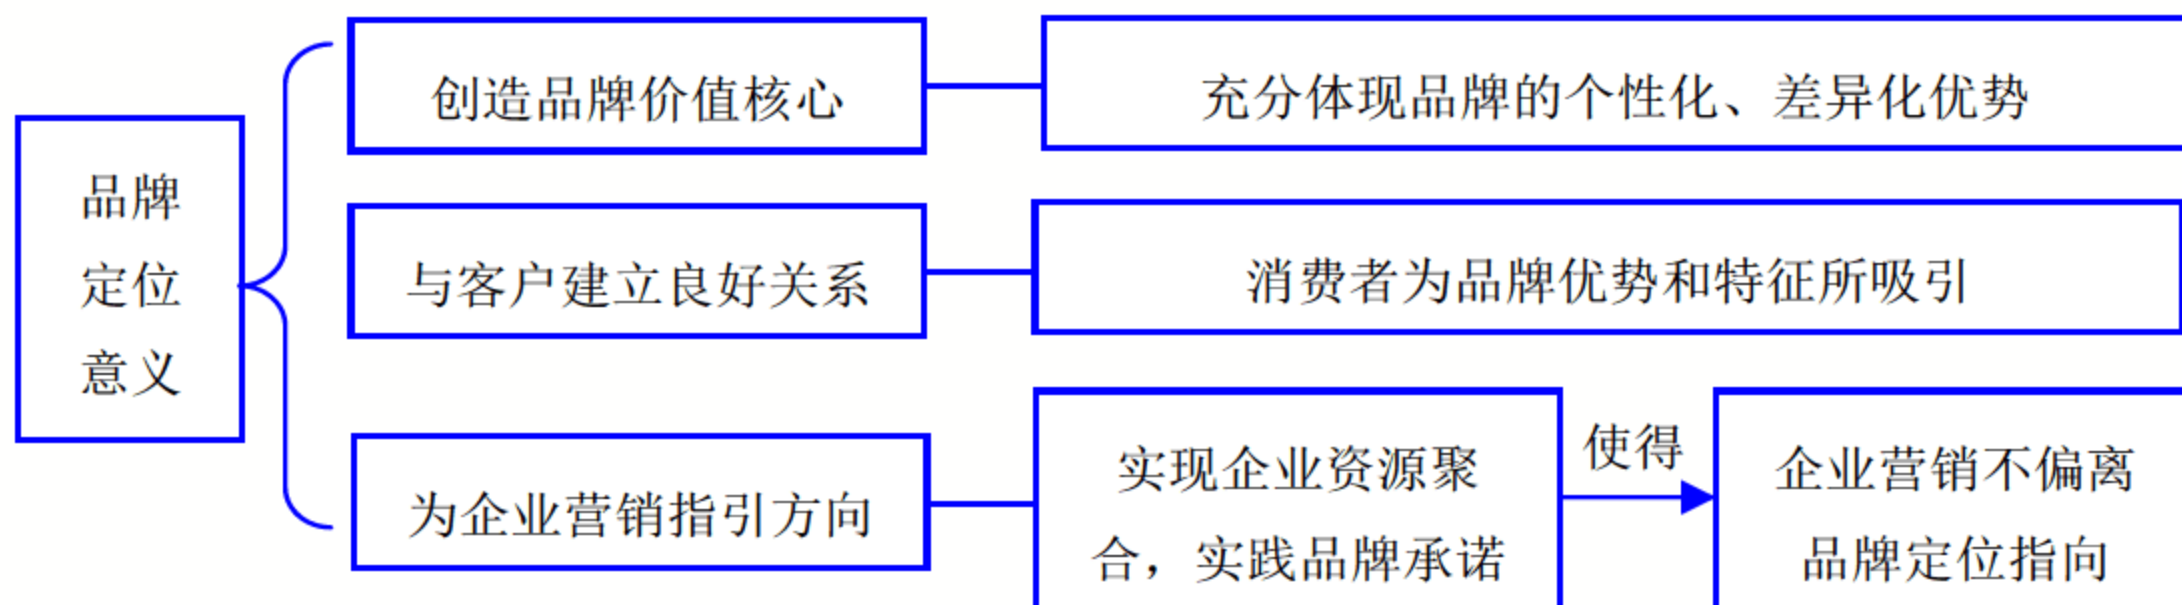 品牌
定位
意义
创造品牌价值核心
充分体现品牌的个性化、差异化优势
与客户建立良好关系
消费者为品牌优势和特征所吸引
为企业营销指引方向
实现企业资源聚
合，实践品牌承诺
使得
企业营销不偏离
品牌定位指向